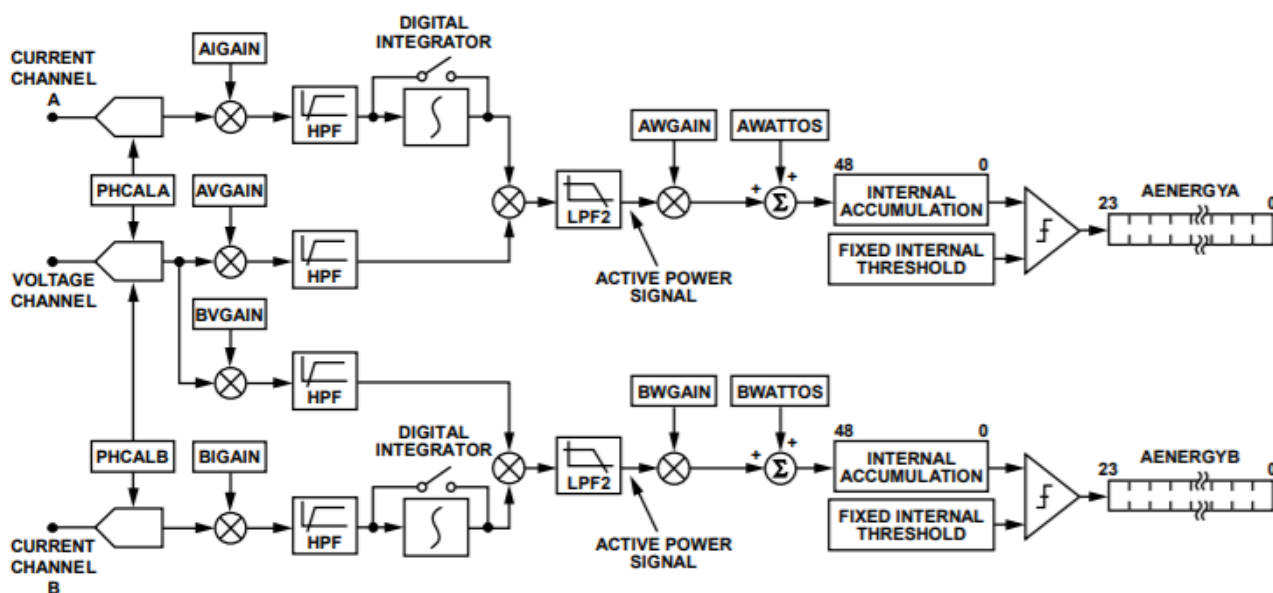 DIGITAL
INTEGRATOR
CURRENT
CHANNEL
A
AIGAIN
HPF
PHCALA
AVGAIN
AWGAIN
AWATTOS
+
+
Σ
LPF2
48
0
INTERNAL
ACCUMULATION
FIXED INTERNAL
THRESHOLD
AENERGYA
23
0
HPF
VOLTAGE
CHANNEL
ACTIVE POWER
SIGNAL
BVGAIN
HPF
PHCALB
BIGAIN
DIGITAL
INTEGRATOR
BWGAIN
BWATTOS
+
+
Σ
LPF2
48
0
INTERNAL
ACCUMULATION
FIXED INTERNAL
THRESHOLD
AENERGYB
23
0
HPF
CURRENT
CHANNEL
B
ACTIVE POWER
SIGNAL